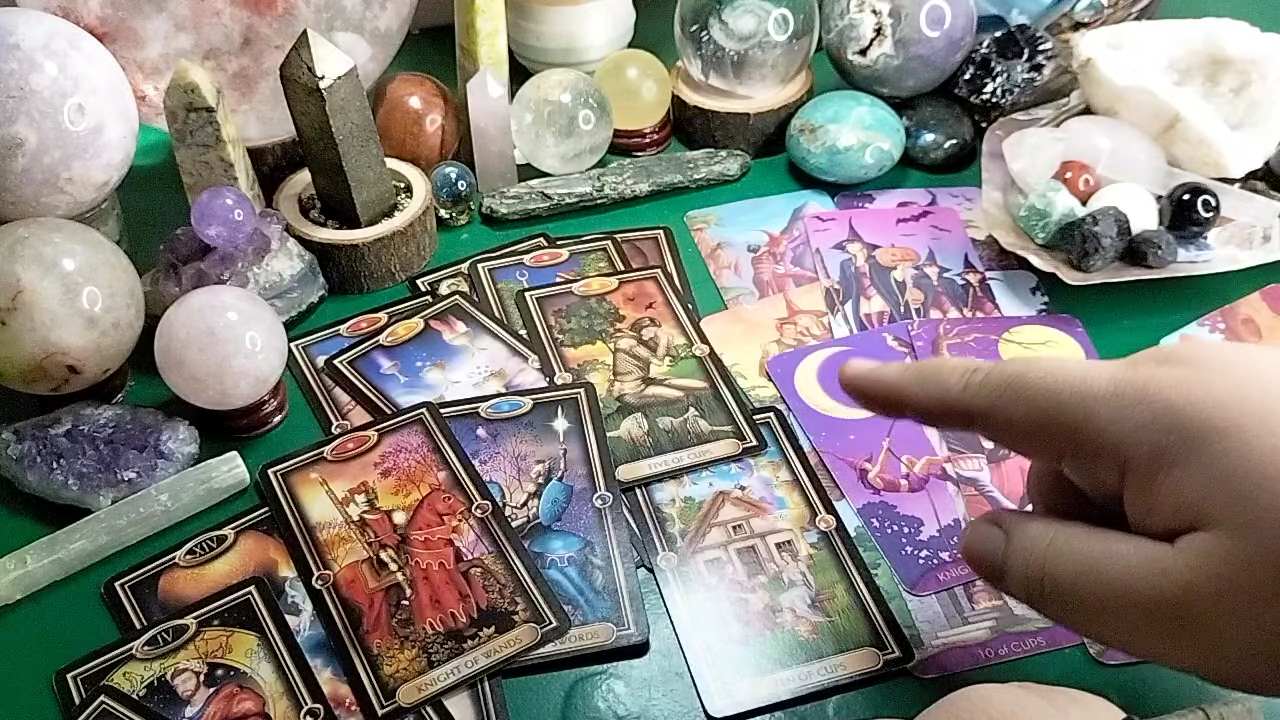 FIVE OF CUPS
XIV
IV
KNIGHT OF WANDS
SWORDS
TEN OF CUPS
KNIG
10 of CUPS